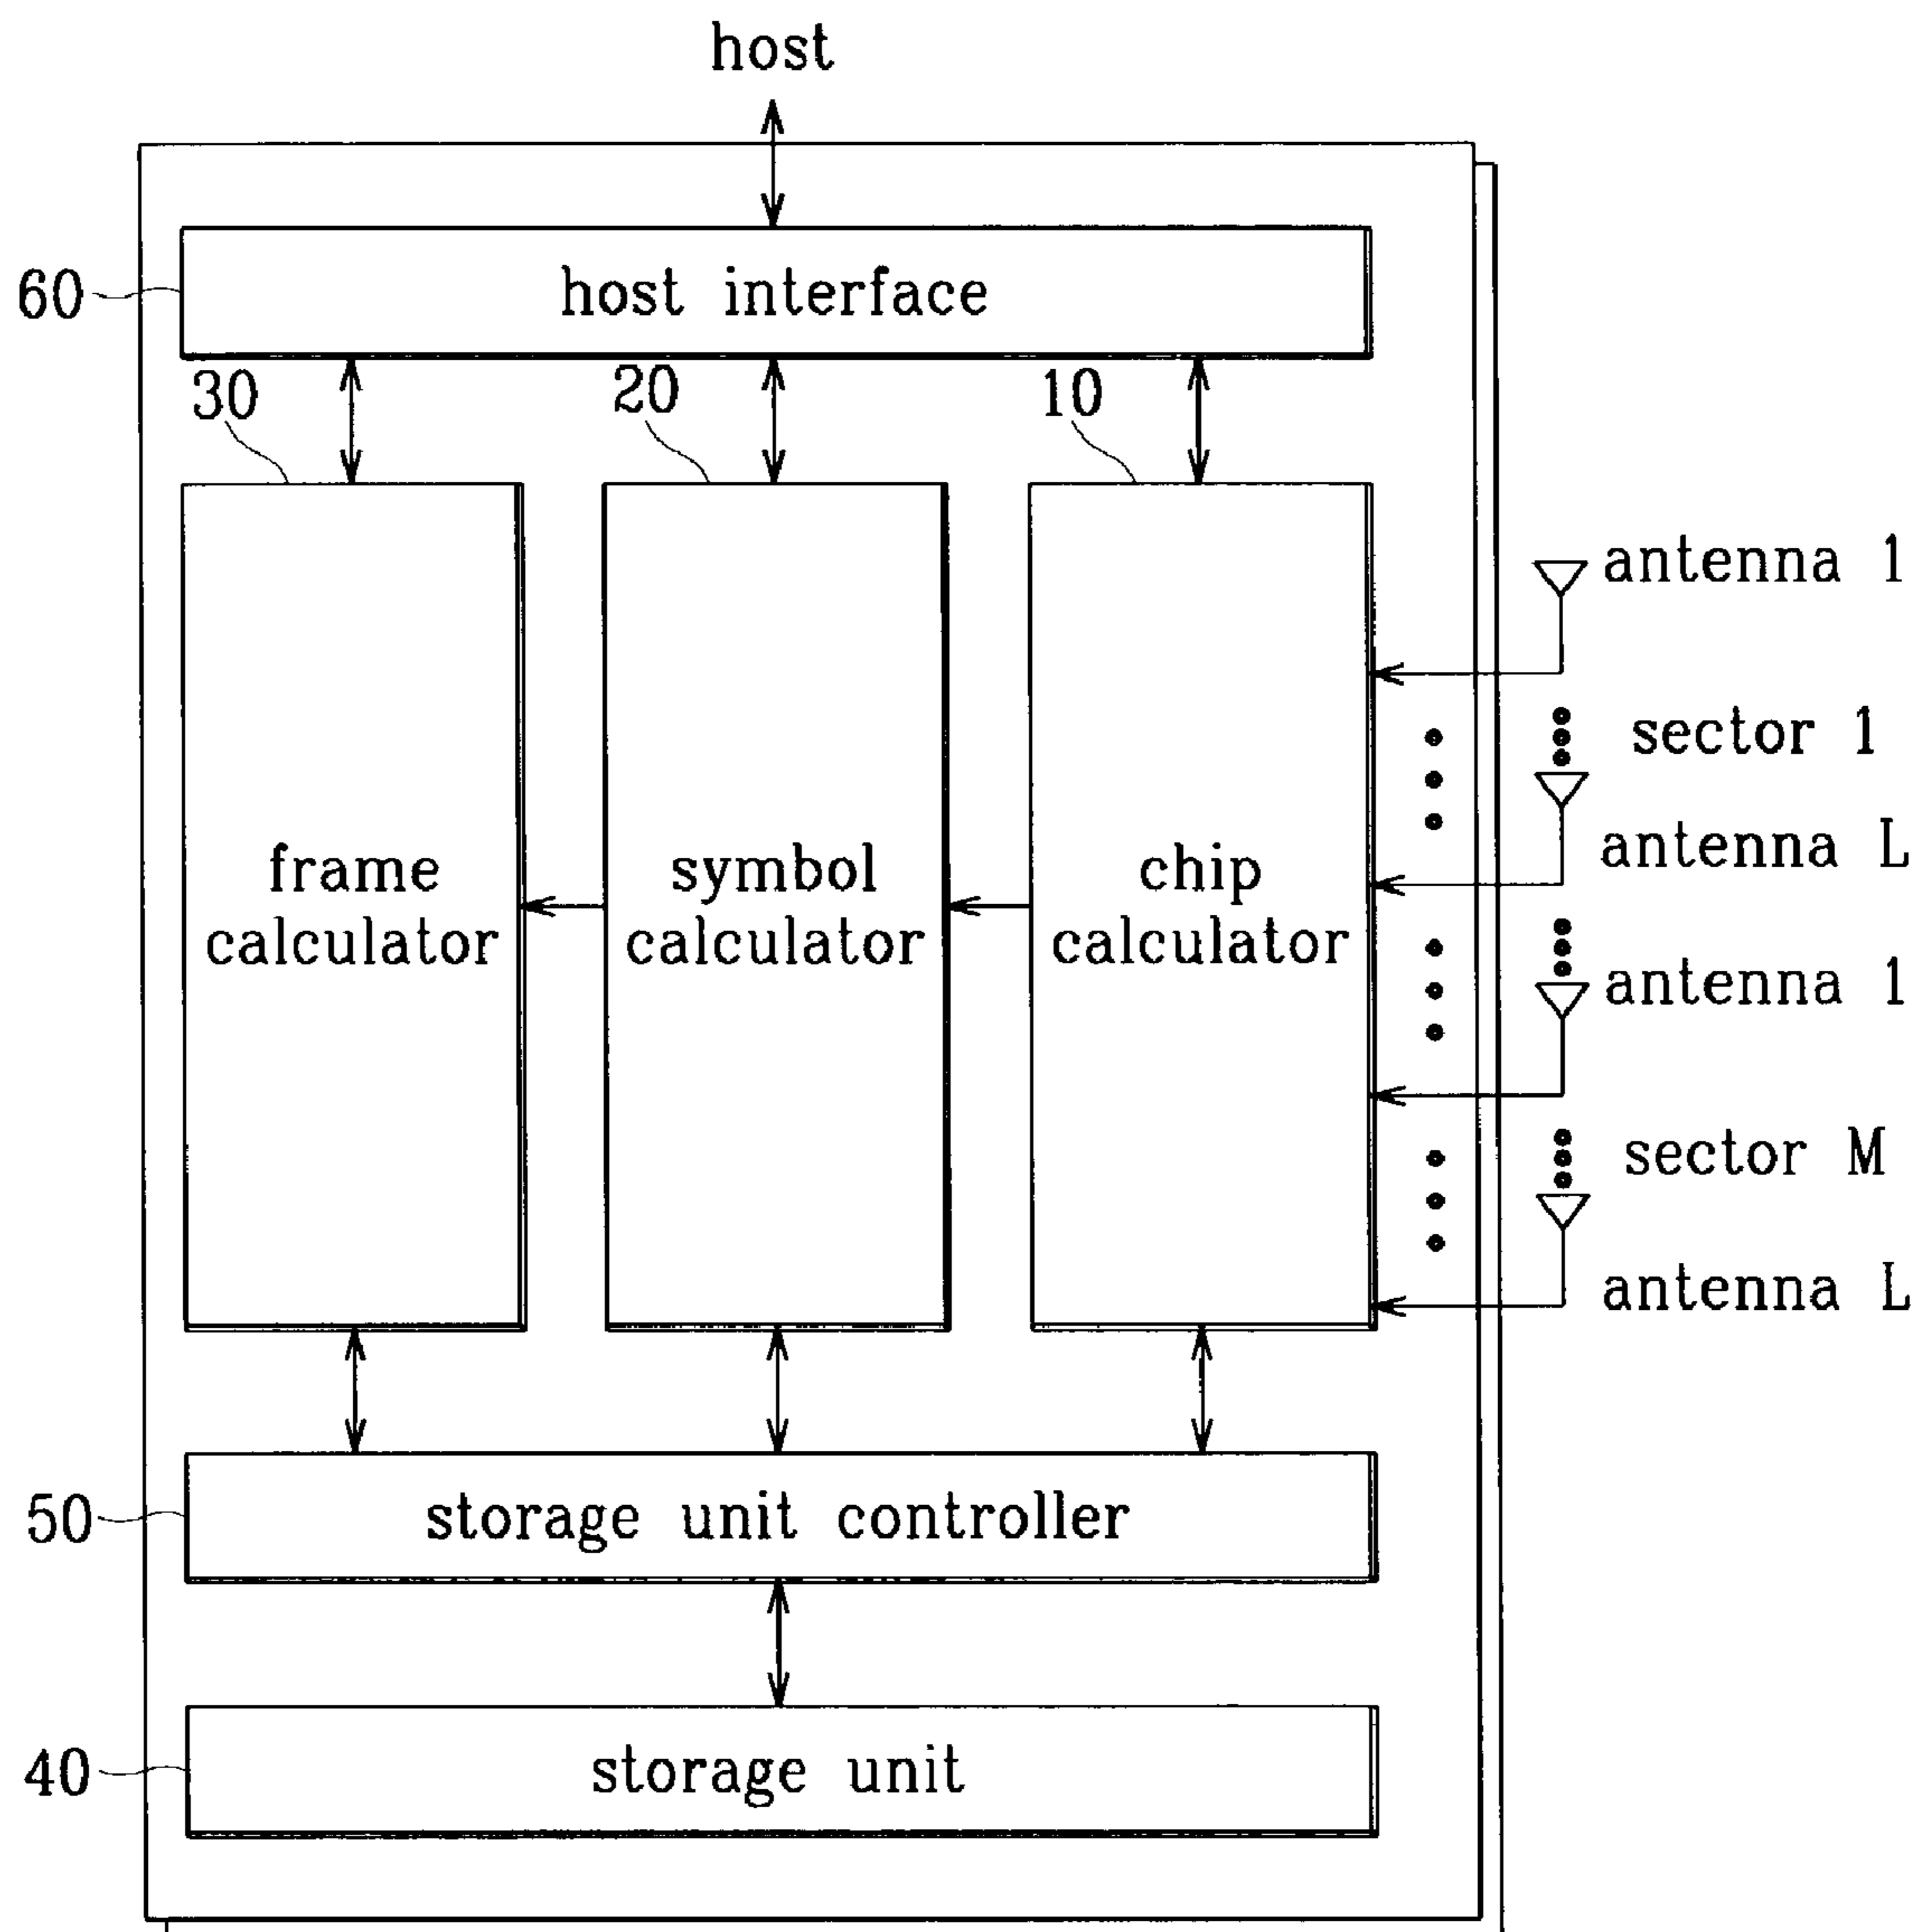 host
60
host interface
30
20
10
antenna 1
sector 1
antenna L
frame
calculator
symbol
calculator
chip
calculator
antenna 1
sector M
antenna L
50
storage unit controller
40
storage unit